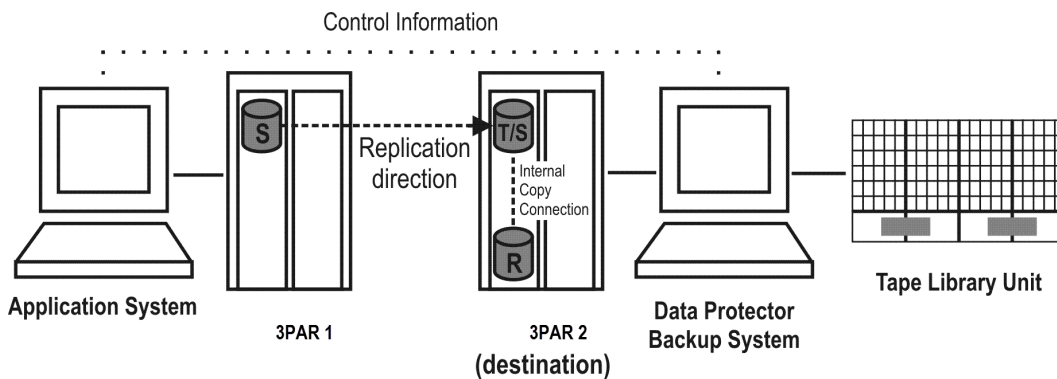 Control Information
S
T/S
Replication
direction
Internal
Copy
Connection
R
Application System
3PAR 1
3PAR 2
(destination)
Data Protector
Backup System
Tape Library Unit